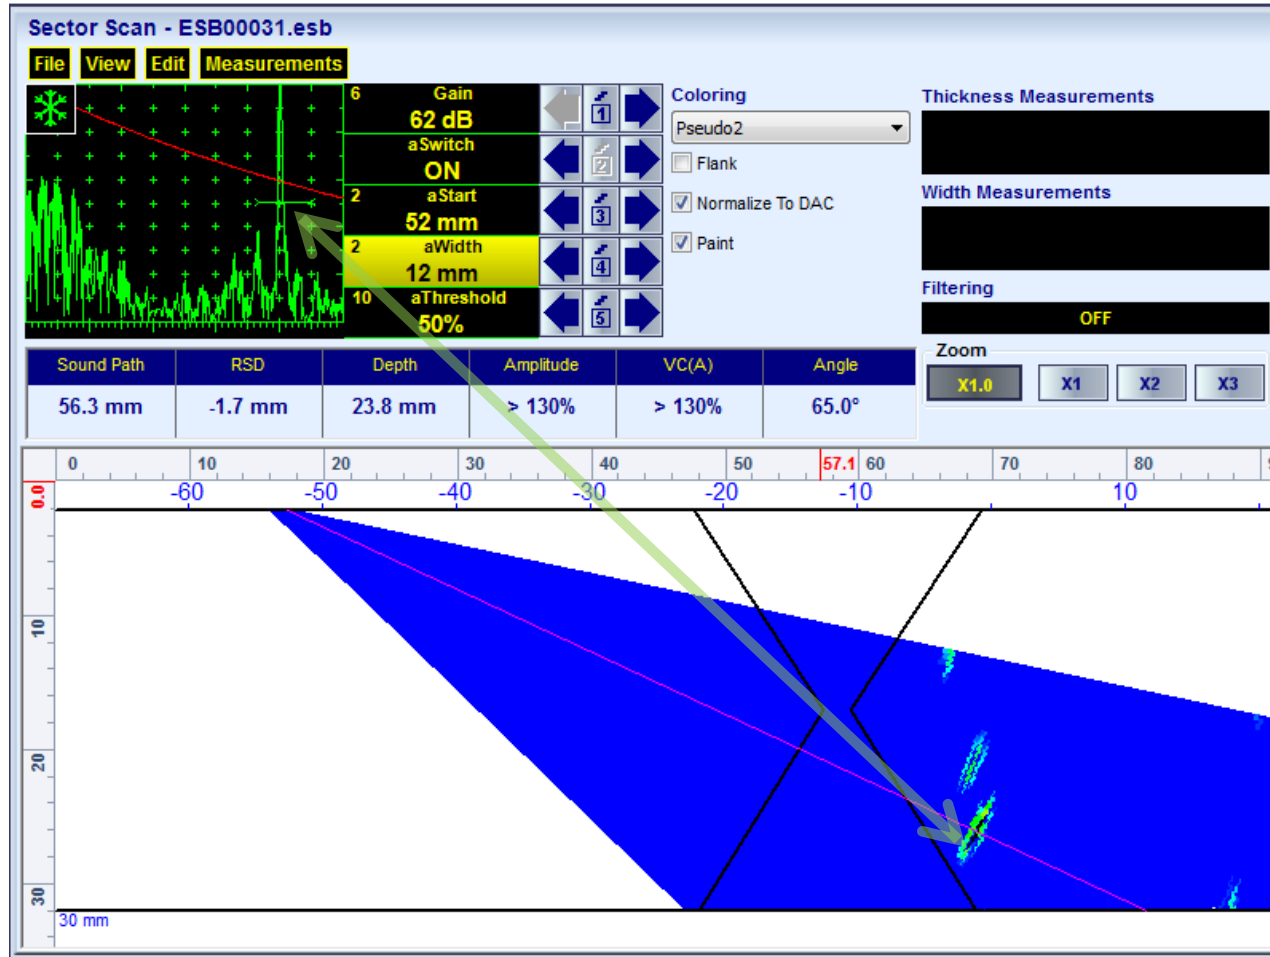 Sector Scan - ESB00031.esb
File View Edit Measurements
6 Gain
62 dB
1
aSwitch
ON
2
2 aStart
52 mm
3
2 aWidth
12 mm
4
10 aThreshold
50%
5
Coloring
Pseudo2
Flank
Normalize To DAC
Paint
Thickness Measurements
Width Measurements
Filtering
OFF
Zoom
X1.0 X1 X2 X3
Sound Path RSD Depth Amplitude VC(A) Angle
56.3 mm -1.7 mm 23.8 mm > 130% > 130% 65.0°
0 10 20 30 40 50 57.1 60 70 80
-60 -50 -40 -30 -20 -10 10
0.0
10
20
30
30 mm